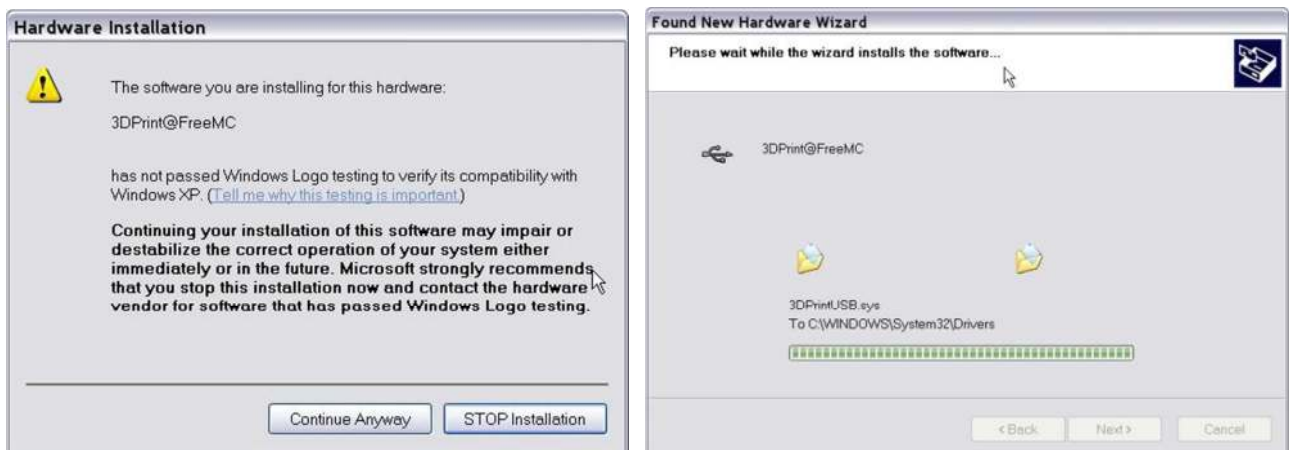 Hardware Installation
The software you are installing for this hardware:
3DPrint@FreeMC
has not passed Windows Logo testing to verify its compatibility with
Windows XP. (Tell me why this testing is important.)
Continuing your installation of this software may impair or
destabilize the correct operation of your system either
immediately or in the future. Microsoft strongly recommends
that you stop this installation now and contact the hardware
vendor for software that has passed Windows Logo testing.
Continue Anyway
STOP Installation
Found New Hardware Wizard
Please wait while the wizard installs the software...
3DPrint@FreeMC
3DPrintUSB.sys
To C:\WINDOWS\System32\Drivers
< Back
Next >
Cancel